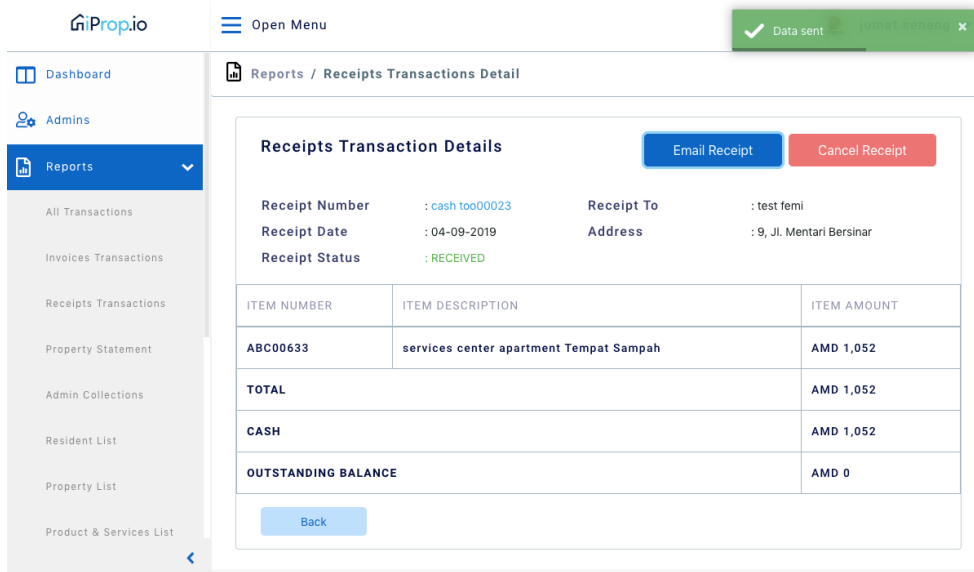 iProp.io
Open Menu
Data sent
×
jumat seneng
Dashboard
Reports / Receipts Transactions Detail
Admins
Reports
All Transactions
Invoices Transactions
Receipts Transactions
Property Statement
Admin Collections
Resident List
Property List
Product & Services List
Receipts Transaction Details
Email Receipt
Cancel Receipt
Receipt Number : cash too00023
Receipt To : test femi
Receipt Date : 04-09-2019
Address : 9, Jl. Mentari Bersinar
Receipt Status : RECEIVED
ITEM NUMBER ITEM DESCRIPTION ITEM AMOUNT
ABC00633 services center apartment Tempat Sampah AMD 1,052
TOTAL AMD 1,052
CASH AMD 1,052
OUTSTANDING BALANCE AMD 0
Back